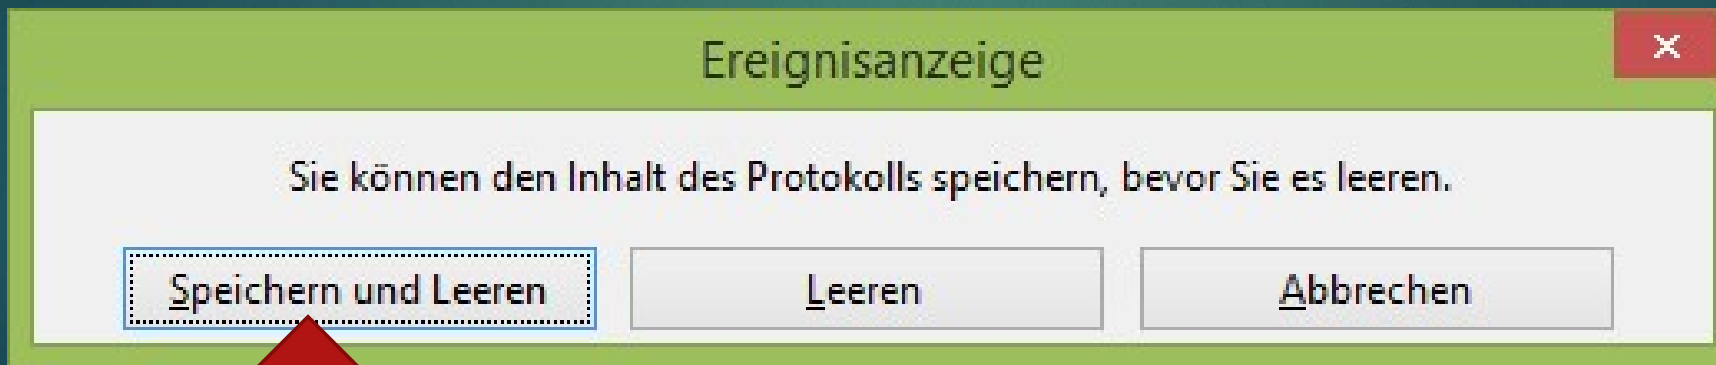 Ereignisanzeige
Sie können den Inhalt des Protokolls speichern, bevor Sie es leeren.
Speichern und Leeren
Leeren
Abbrechen